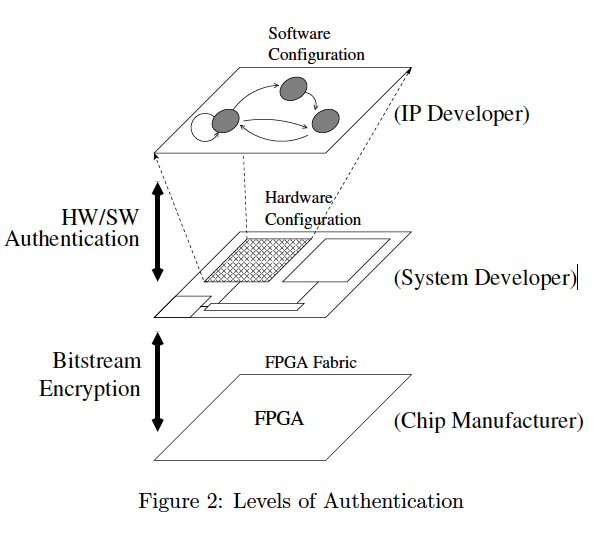 Software
Configuration
(IP Developer)
Hardware
Configuration
HW/SW
Authentication
(System Developer)
Bitstream
Encryption
FPGA Fabric
FPGA
(Chip Manufacturer)
Figure 2: Levels of Authentication